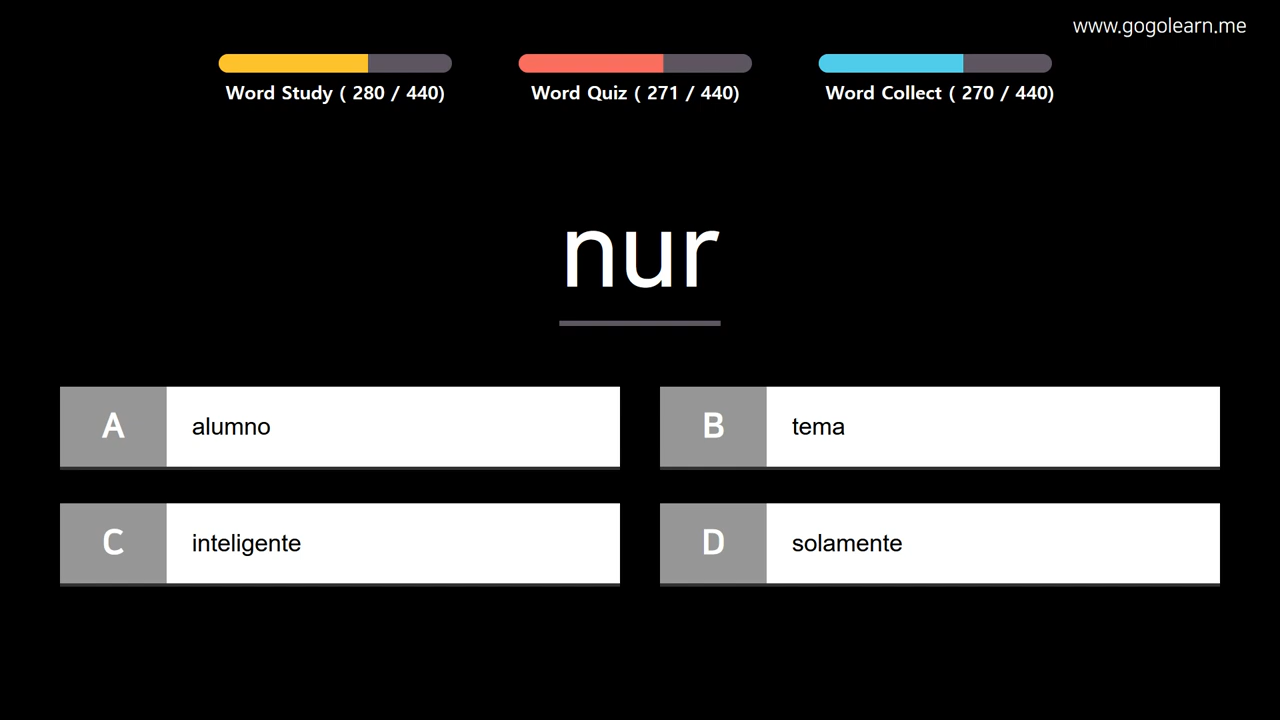 www.gogolearn.me
Word Study ( 280 / 440)
Word Quiz ( 271 / 440)
Word Collect ( 270 / 440)
nur
A alumno
B tema
C inteligente
D solamente